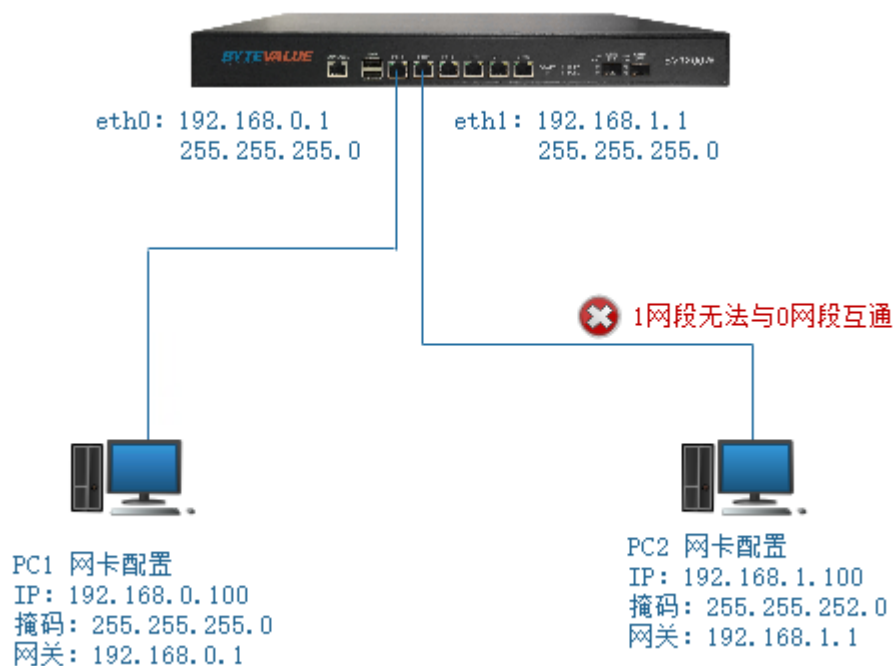 BYTEVALUE
eth0: 192.168.0.1
255.255.255.0
eth1: 192.168.1.1
255.255.255.0
1网段无法与0网段互通
PC1 网卡配置
IP: 192.168.0.100
掩码: 255.255.255.0
网关: 192.168.0.1
PC2 网卡配置
IP: 192.168.1.100
掩码: 255.255.252.0
网关: 192.168.1.1